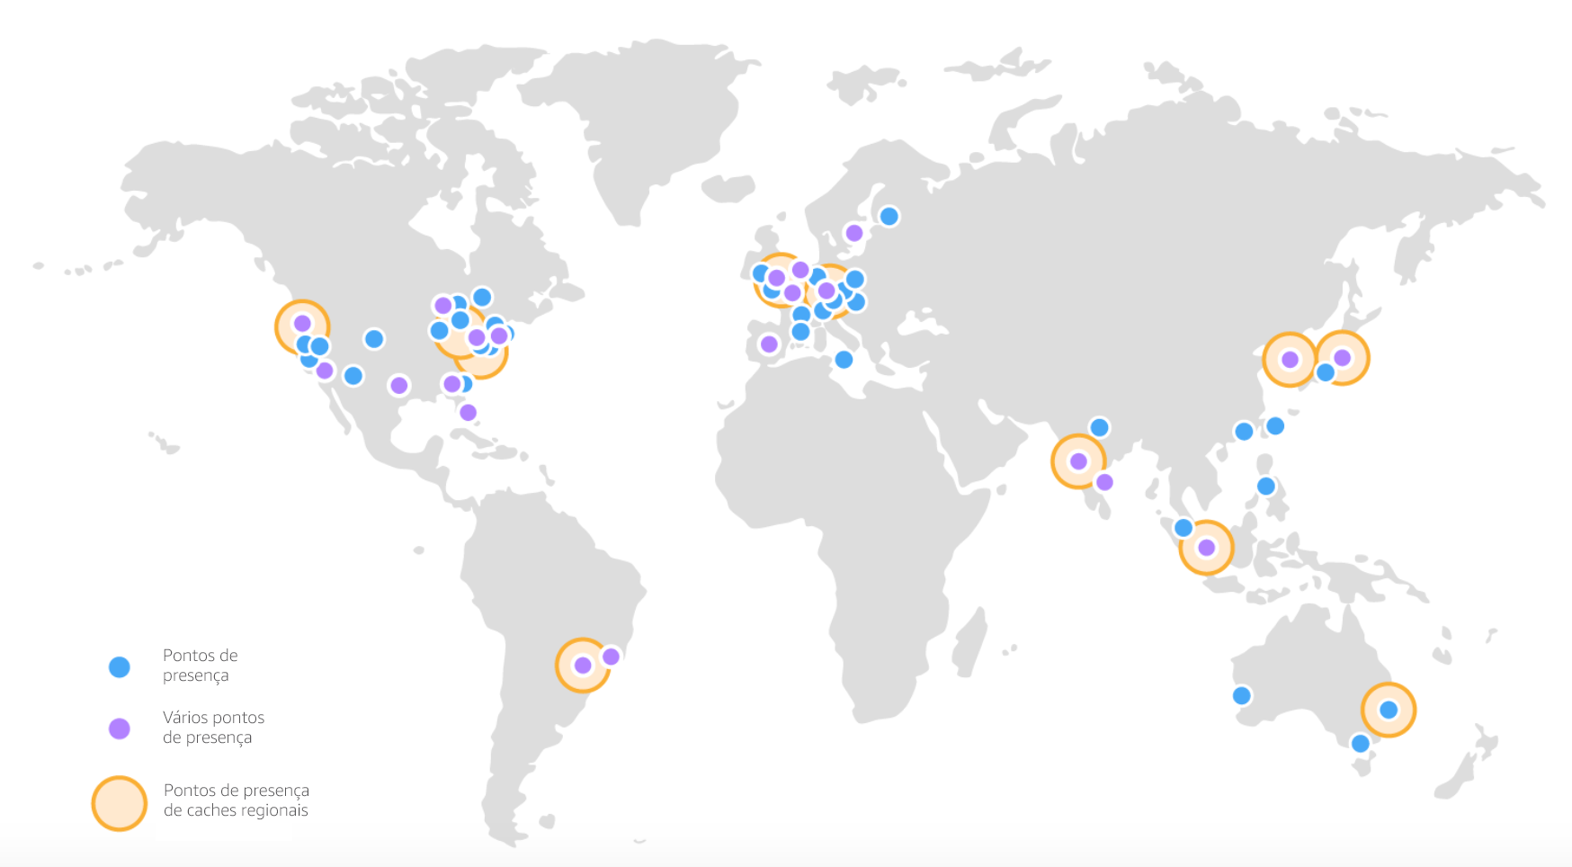 Pontos de
presença
Vários pontos
de presença
Pontos de presença
de caches regionais